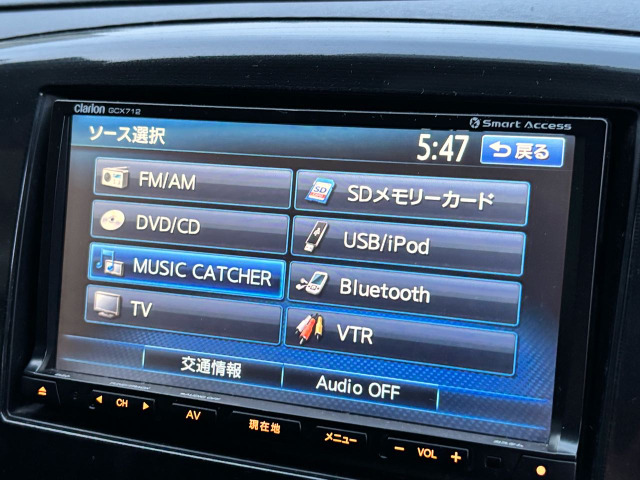 Clarion GCX712
Smart Access
ソース選択
5:47
戻る
FM/AM
SDメモリーカード
DVD/CD
SD
USB/iPod
MUSIC CATCHER
Bluetooth
TV
VTR
交通情報
Audio OFF
CH
AV
現在地
メニュー
− VOL +